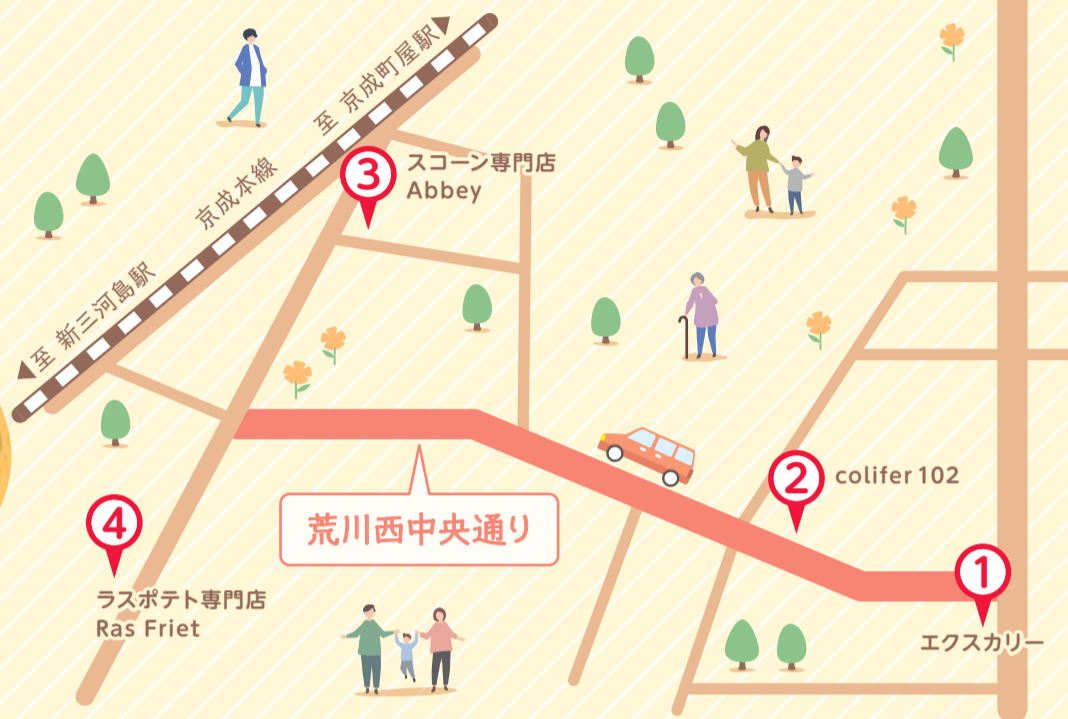 至 京成町屋駅
京成本線
至 新三河島駅
3
スコーン専門店
Abbey
荒川西中央通り
2
colifer 102
4
ラスポテト専門店
Ras Friet
1
エクスカリー